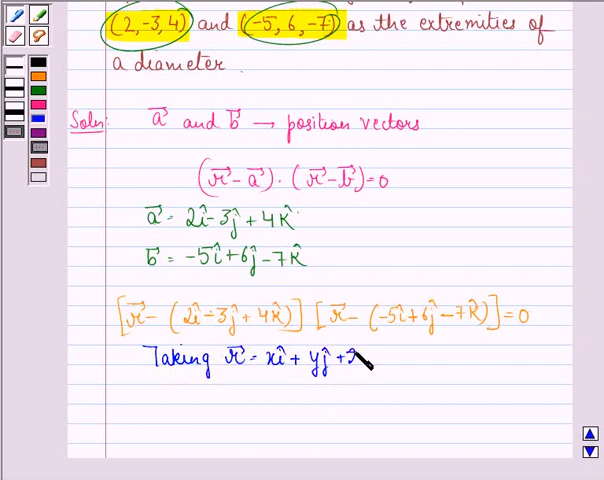 (2,-3,4) and (-5,6,-7) as the extremities of
a diameter.
Soln: a⃗ and b⃗ → position vectors
(r⃗ - a⃗) · (r⃗ - b⃗) = 0
a⃗ = 2î - 3ĵ + 4k̂
b⃗ = -5î + 6ĵ - 7k̂
[r⃗ - (2î - 3ĵ + 4k̂)] [r⃗ - (-5î + 6ĵ - 7k̂)] = 0
Taking r⃗ = xî + yĵ +